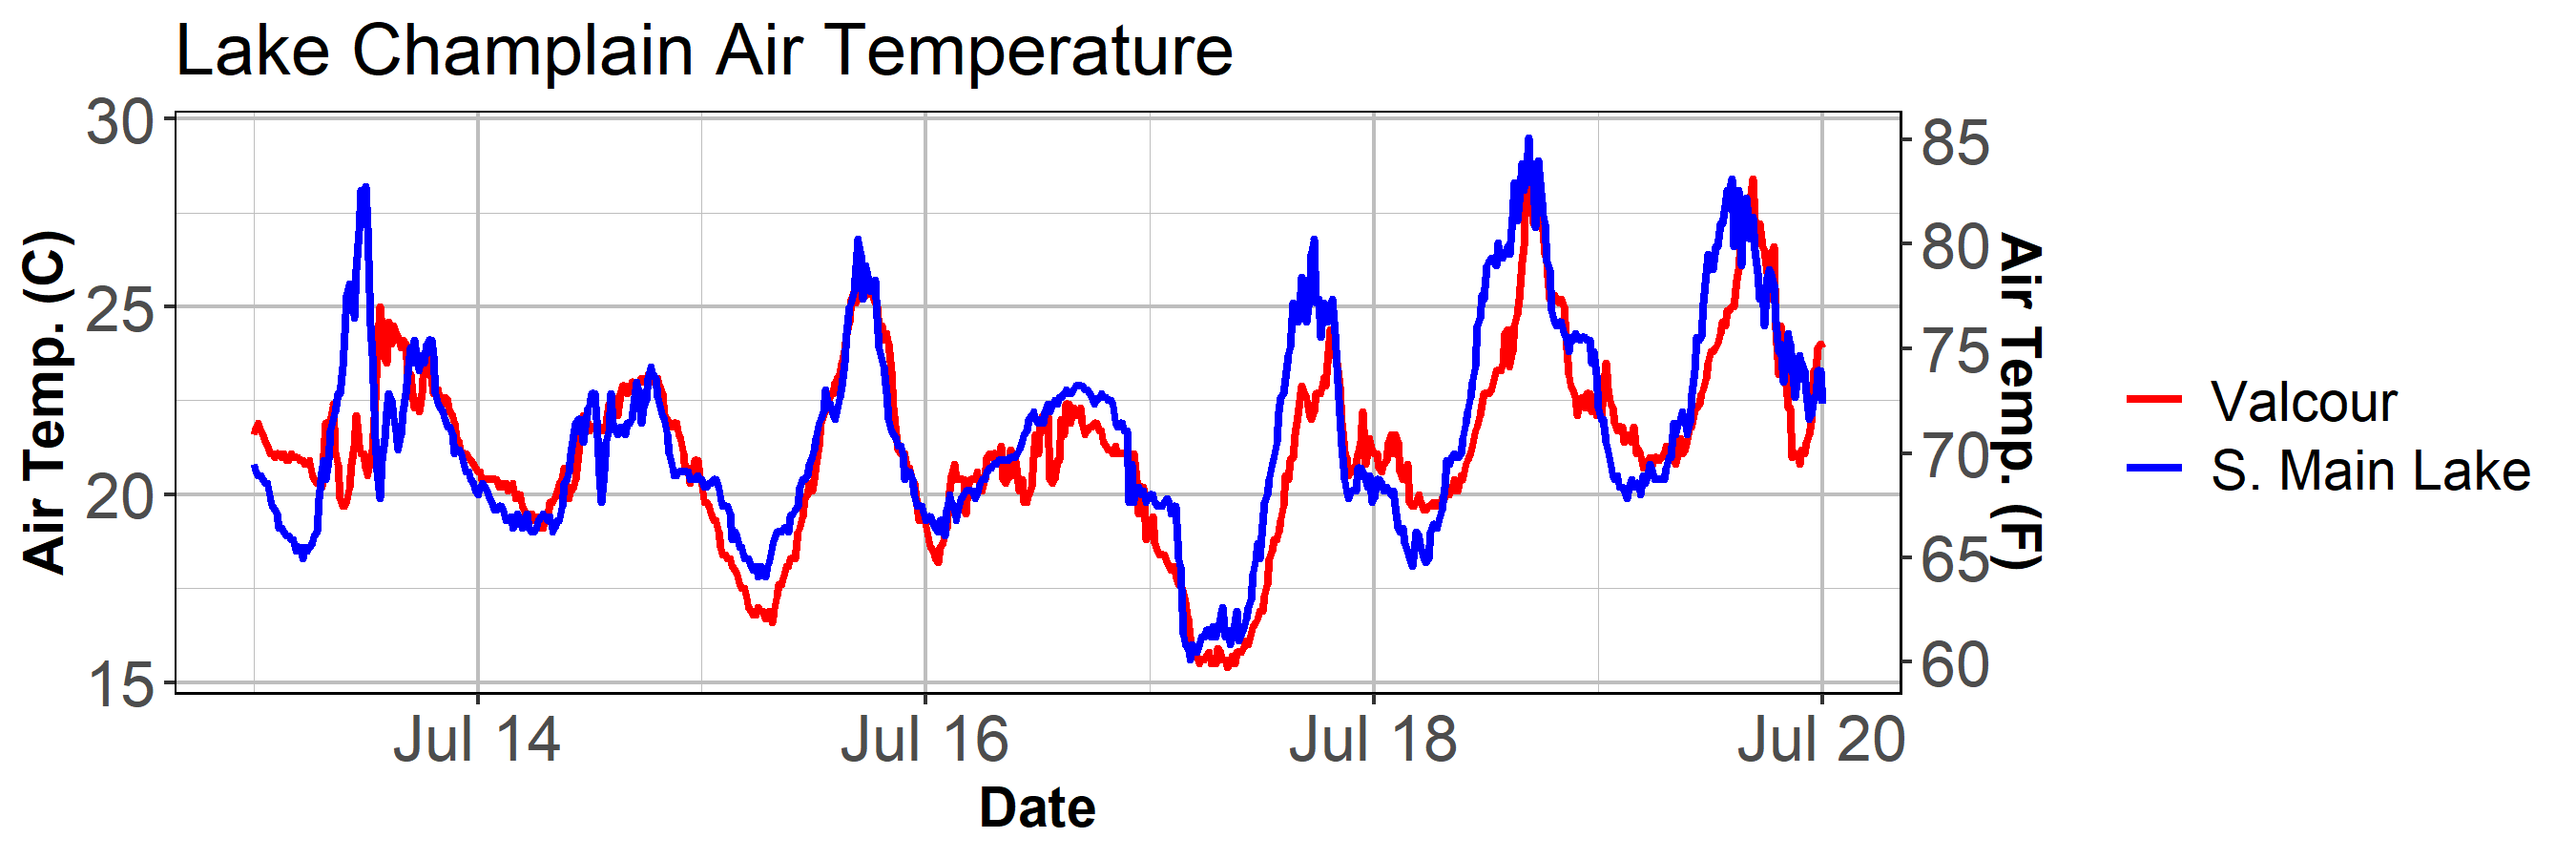 Lake Champlain Air Temperature
30
25
20
15
Air Temp. (C)
85
80
75
70
65
60
Air Temp. (F)
Jul 14
Jul 16
Jul 18
Jul 20
Date
Valcour
S. Main Lake